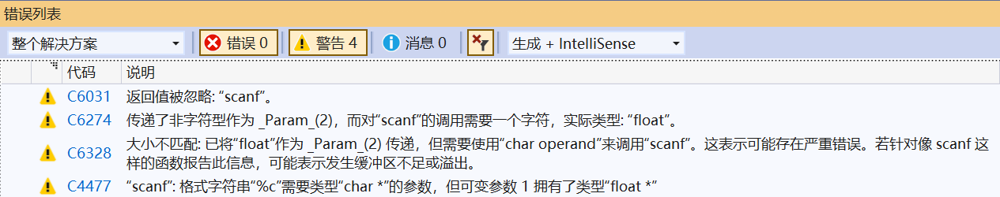 错误列表
整个解决方案 错误 0 警告 4 消息 0 生成 + IntelliSense
代码 说明
C6031 返回值被忽略: “scanf”。
C6274 传递了非字符型作为 _Param_(2)，而对“scanf”的调用需要一个字符，实际类型: “float”。
C6328 大小不匹配: 已将“float”作为 _Param_(2) 传递，但需要使用“char operand”来调用“scanf”。这表示可能存在严重错误。若针对像 scanf 这
样的函数报告此信息，可能表示发生缓冲区不足或溢出。
C4477 “scanf”: 格式字符串“%c”需要类型“char *”的参数，但可变参数 1 拥有了类型“float *”